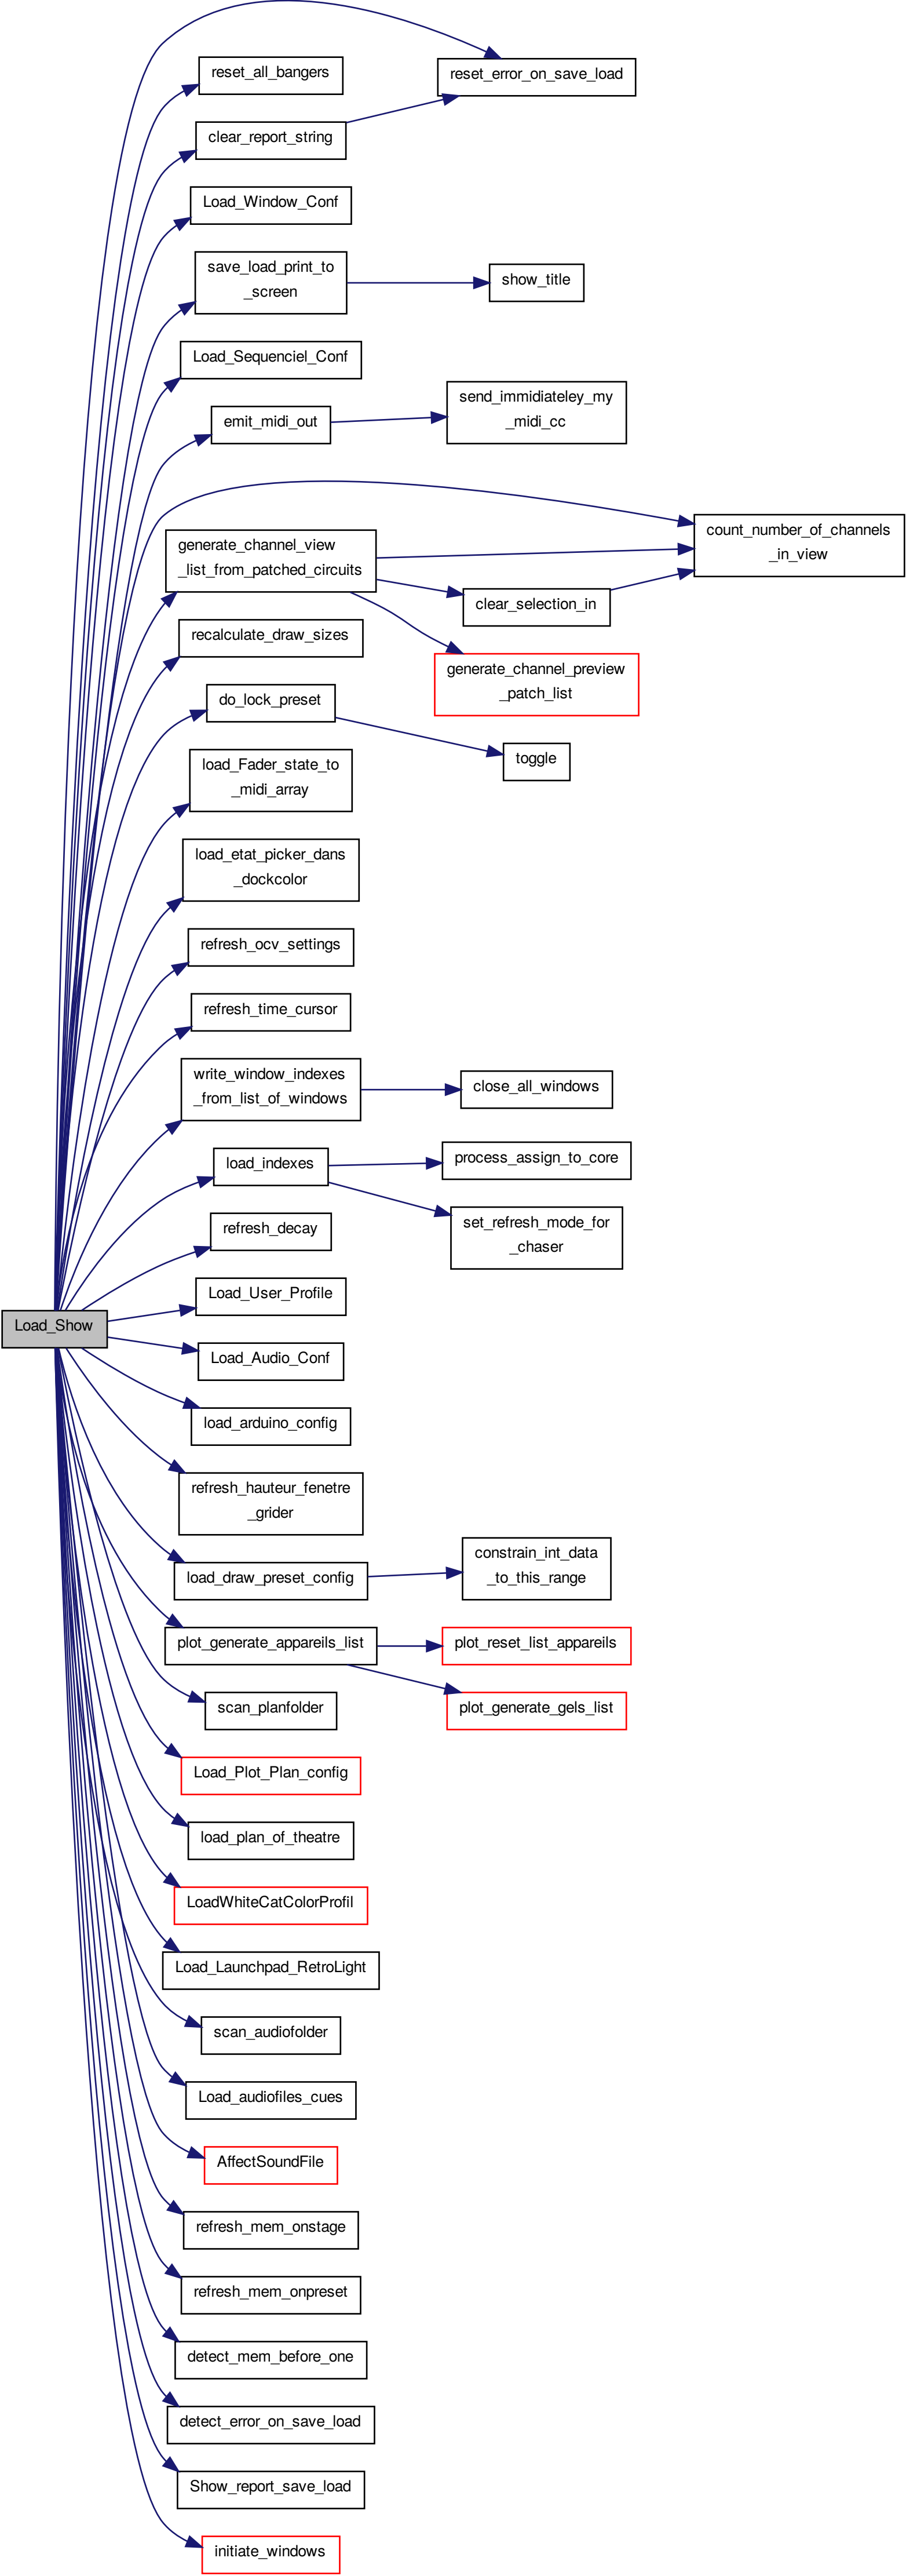 reset_all_bangers
reset_error_on_save_load
clear_report_string
Load_Window_Conf
save_load_print_to
_screen
show_title
Load_Sequenciel_Conf
emit_midi_out
send_immidiateley_my
_midi_cc
count_number_of_channels
_in_view
generate_channel_view
_list_from_patched_circuits
clear_selection_in
recalculate_draw_sizes
generate_channel_preview
_patch_list
do_lock_preset
toggle
load_Fader_state_to
_midi_array
load_etat_picker_dans
_dockcolor
refresh_ocv_settings
refresh_time_cursor
write_window_indexes
_from_list_of_windows
close_all_windows
load_indexes
process_assign_to_core
set_refresh_mode_for
_chaser
refresh_decay
Load_User_Profile
Load_Show
Load_Audio_Conf
load_arduino_config
refresh_hauteur_fenetre
_grider
load_draw_preset_config
constrain_int_data
_to_this_range
plot_generate_appareils_list
plot_reset_list_appareils
scan_planfolder
plot_generate_gels_list
Load_Plot_Plan_config
load_plan_of_theatre
LoadWhiteCatColorProfil
Load_Launchpad_RetroLight
scan_audiofolder
Load_audiofiles_cues
AffectSoundFile
refresh_mem_onstage
refresh_mem_onpreset
detect_mem_before_one
detect_error_on_save_load
Show_report_save_load
initiate_windows